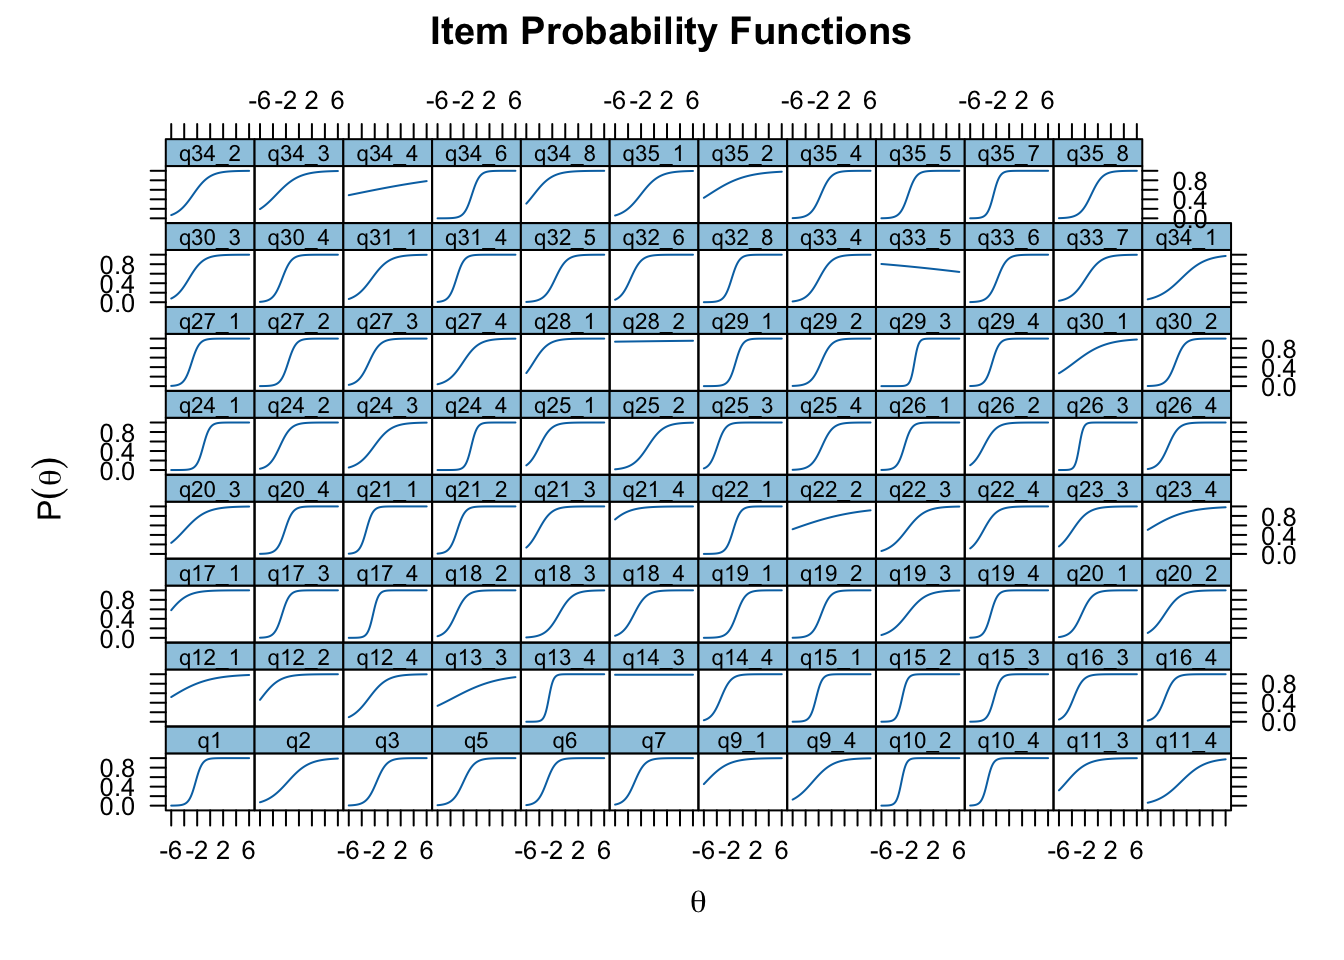 Item Probability Functions
-6 -2 2 6 -6 -2 2 6 -6 -2 2 6 -6 -2 2 6 -6 -2 2 6
q34_2 q34_3 q34_4 q34_6 q34_8 q35_1 q35_2 q35_4 q35_5 q35_7 q35_8
0.8
0.4
0.0
q30_3 q30_4 q31_1 q31_4 q32_5 q32_6 q32_8 q33_4 q33_5 q33_6 q33_7 q34_1
0.8
0.4
0.0
q27_1 q27_2 q27_3 q27_4 q28_1 q28_2 q29_1 q29_2 q29_3 q29_4 q30_1 q30_2
0.8
0.4
0.0
q24_1 q24_2 q24_3 q24_4 q25_1 q25_2 q25_3 q25_4 q26_1 q26_2 q26_3 q26_4
0.8
0.4
0.0
P(θ)
q20_3 q20_4 q21_1 q21_2 q21_3 q21_4 q22_1 q22_2 q22_3 q22_4 q23_3 q23_4
0.8
0.4
0.0
q17_1 q17_3 q17_4 q18_2 q18_3 q18_4 q19_1 q19_2 q19_3 q19_4 q20_1 q20_2
0.8
0.4
0.0
q12_1 q12_2 q12_4 q13_3 q13_4 q14_3 q14_4 q15_1 q15_2 q15_3 q16_3 q16_4
0.8
0.4
0.0
q1 q2 q3 q5 q6 q7 q9_1 q9_4 q10_2 q10_4 q11_3 q11_4
0.8
0.4
0.0
-6 -2 2 6 -6 -2 2 6 -6 -2 2 6 -6 -2 2 6 -6 -2 2 6 -6 -2 2 6
θ